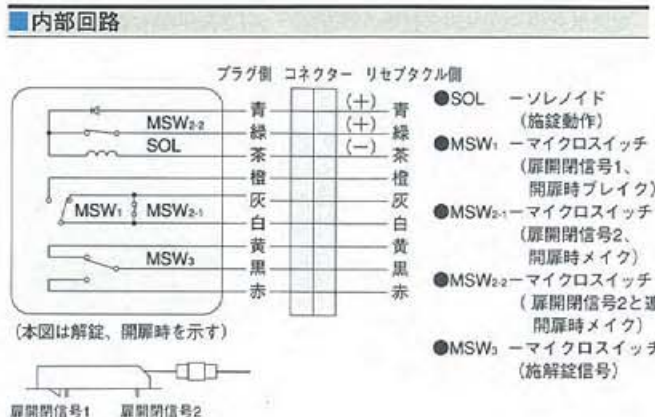 ■内部回路
プラグ側 コネクター リセプタクル側
青 (+) 青
MSW2-2 緑 (+) 緑
SOL 茶 (−) 茶
橙 橙
MSW1 MSW2-1 灰 灰
白 白
黄 黄
MSW3 黒 黒
赤 赤
(本図は解錠、開扉時を示す)
扉開閉信号1 扉開閉信号2
●SOL ーソレノイド
(施錠動作)
●MSW1 ーマイクロスイッチ
(扉開閉信号1、
開扉時ブレイク)
●MSW2-1ーマイクロスイッチ
(扉開閉信号2、
開扉時メイク)
●MSW2-2ーマイクロスイッチ
(扉開閉信号2と連
開扉時メイク)
●MSW3 ーマイクロスイッチ
(施解錠信号)